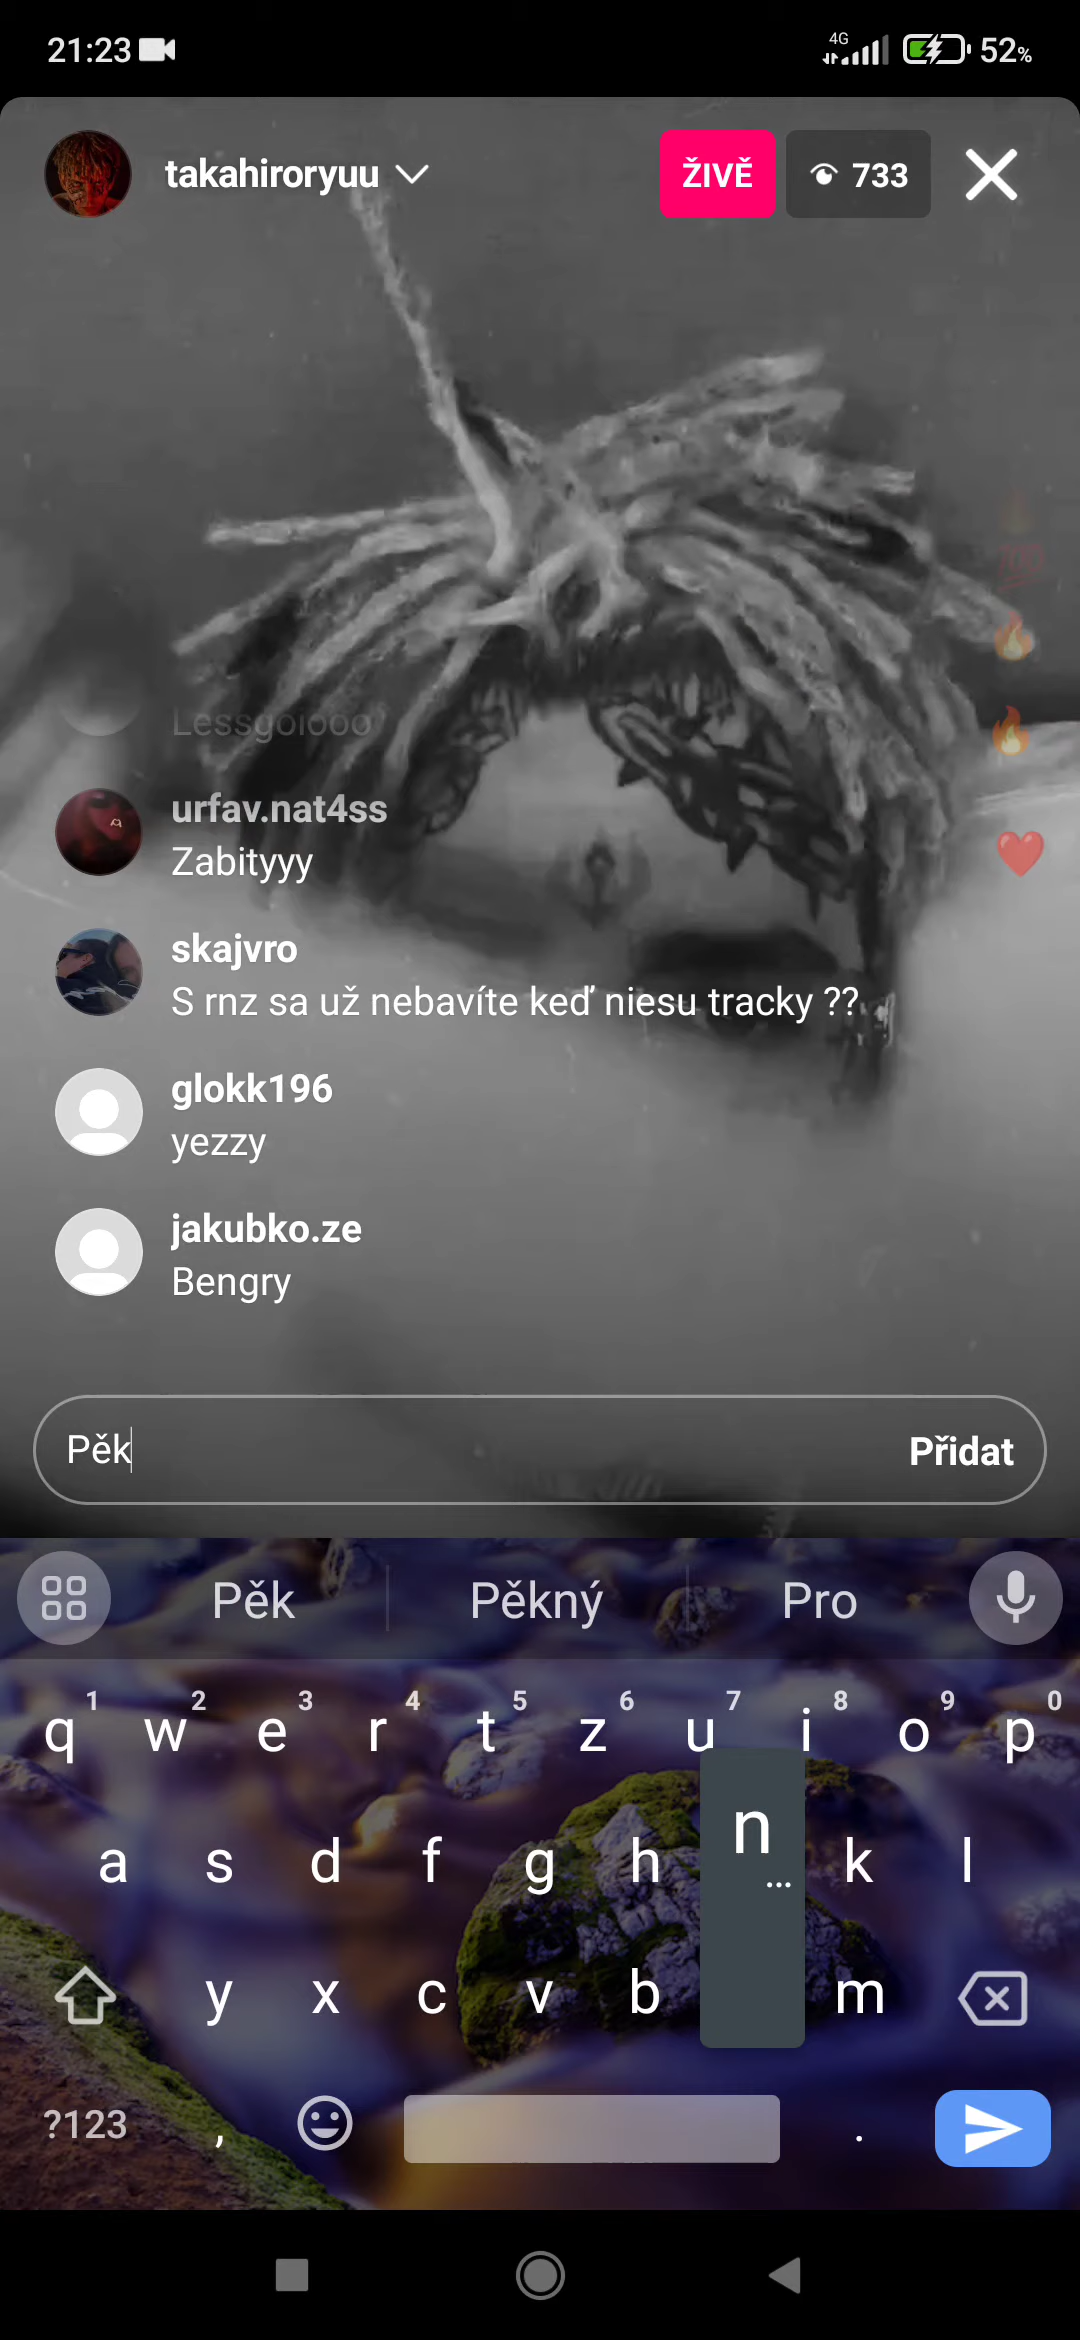 21:23
4G
52%
takahiroryuu
ŽIVĚ
733
Lessgoiooo
urfav.nat4ss
Zabityyy
skajvro
S rnz sa už nebavíte keď niesu tracky ??
glokk196
yezzy
jakubko.ze
Bengry
Pěk
Přidat
Pěk
Pěkný
Pro
1 2 3 4 5 6 7 8 9 0
q w e r t z u i o p
a s d f g h k l
n
...
y x c v b m
?123 , .